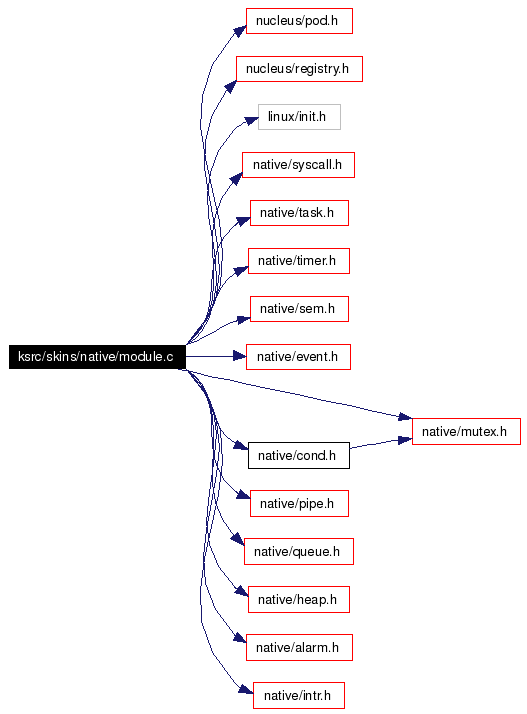 nucleus/pod.h
nucleus/registry.h
linux/init.h
native/syscall.h
native/task.h
native/timer.h
native/sem.h
ksrc/skins/native/module.c
native/event.h
native/mutex.h
native/cond.h
native/pipe.h
native/queue.h
native/heap.h
native/alarm.h
native/intr.h